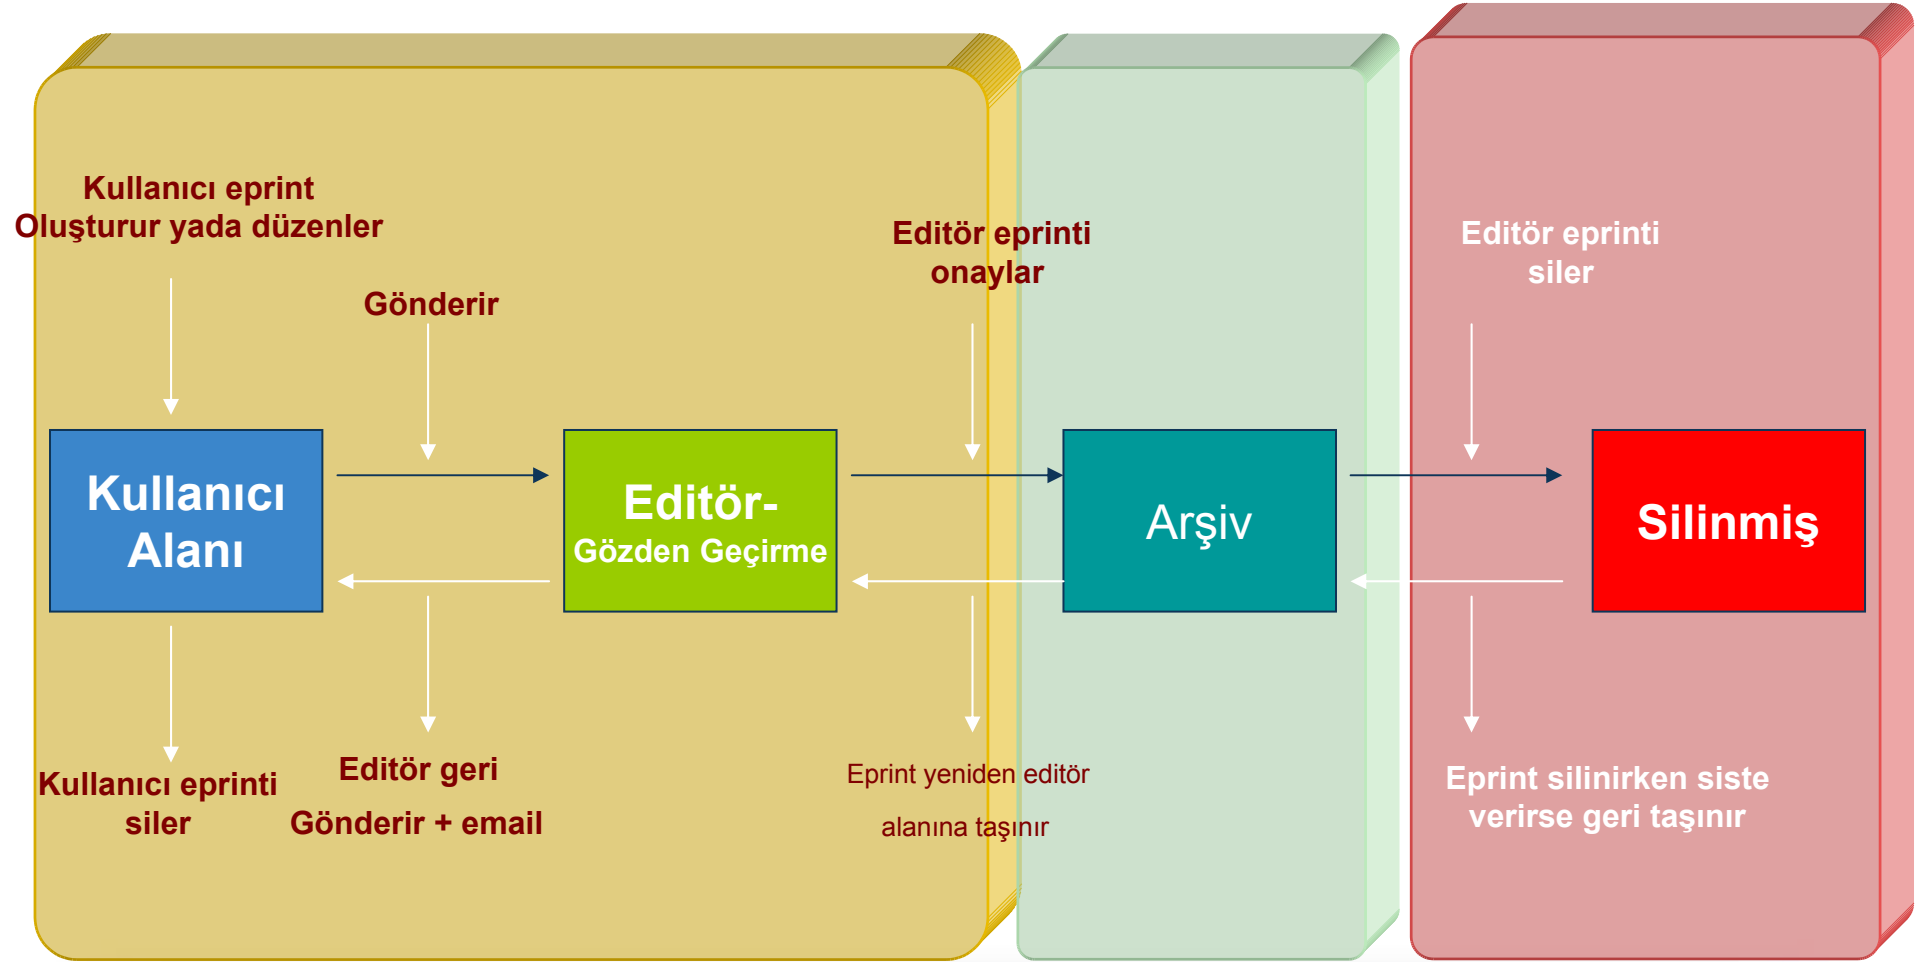 Kullanıcı eprint
Oluşturur yada düzenler
Gönderir
Editör eprinti
onaylar
Editör eprinti
siler
Kullanıcı
Alanı
Editör-
Gözden Geçirme
Arşiv
Silinmiş
Kullanıcı eprinti
siler
Editör geri
Gönderir + email
Eprint yeniden editör
alanına taşınır
Eprint silinirken siste
verirse geri taşınır